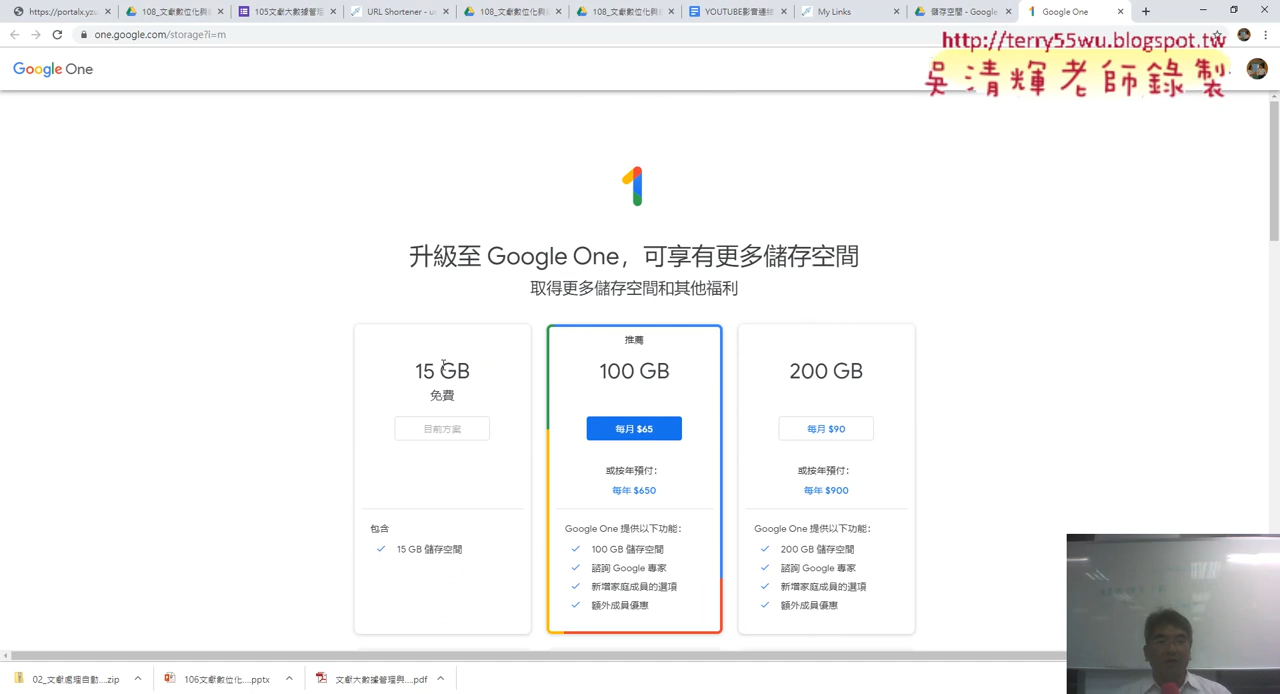 https://portalx.yzu
108_文獻數位化與
105文獻大數據管理
URL Shortener - u
108_文獻數位化與
108_文獻數位化與
YOUTUBE影音連結
My Links
儲存空間 - Google
Google One
one.google.com/storage?i=m
http://terry55wu.blogspot.tw
吳清輝老師錄製
Google One
升級至 Google One，可享有更多儲存空間
取得更多儲存空間和其他福利
15 GB
免費
目前方案
包含
15 GB 儲存空間
推薦
100 GB
每月 $65
或按年預付：
每年 $650
Google One 提供以下功能：
100 GB 儲存空間
諮詢 Google 專家
新增家庭成員的選項
額外成員優惠
200 GB
每月 $90
或按年預付：
每年 $900
Google One 提供以下功能：
200 GB 儲存空間
諮詢 Google 專家
新增家庭成員的選項
額外成員優惠
02_文獻處理自動....zip
106文獻數位化....pptx
文獻大數據管理與....pdf